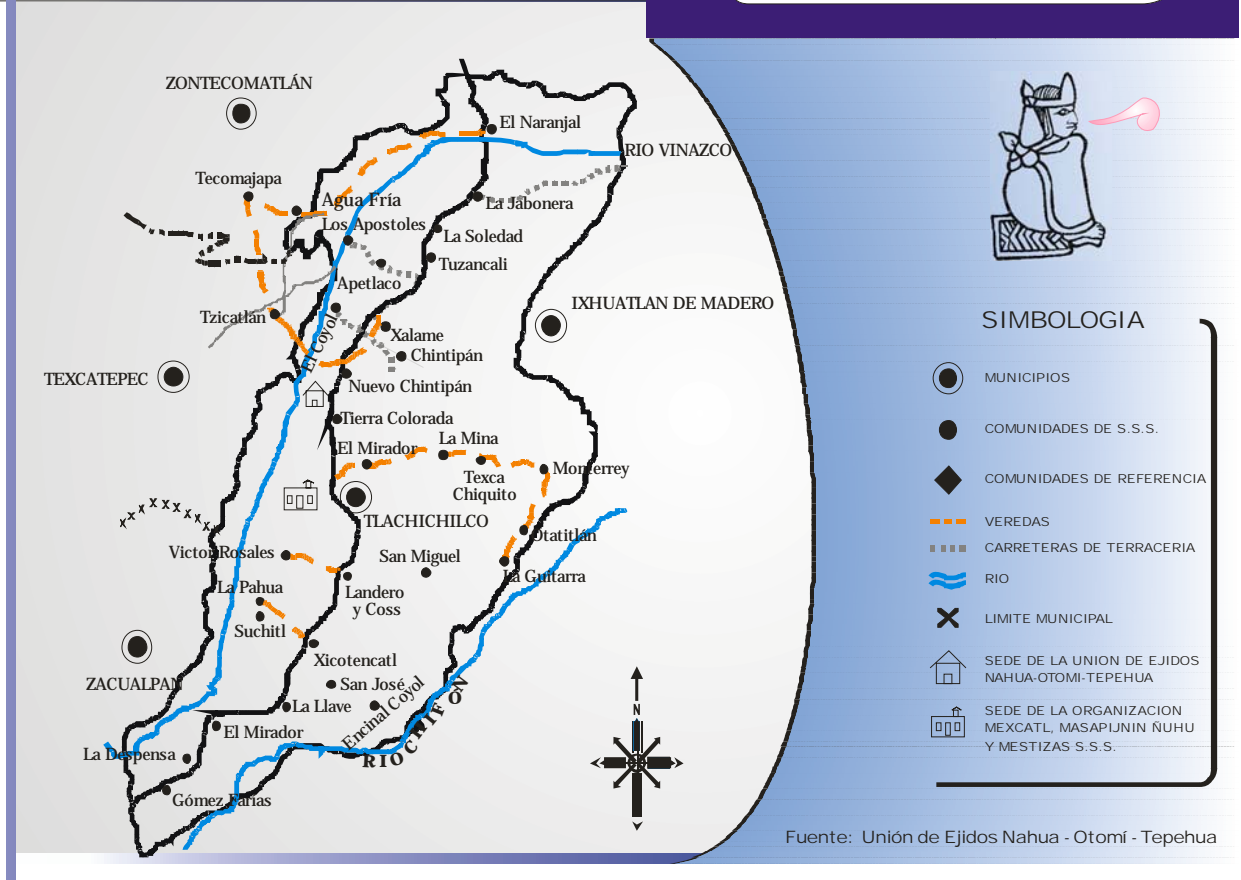 ZONTECOMATLÁN
El Naranjal
RIO VINAZCO
Tecomajapa
Agua Fría
La Jabonera
Los Apostoles
La Soledad
Tuzancali
Apetlaco
IXHUATLAN DE MADERO
Tzicatlán
El Coyol
Xalame
Chintipán
TEXCATEPEC
Nuevo Chintipán
Tierra Colorada
El Mirador
La Mina
Texca
Chiquito
Monterrey
TLACHICHILCO
Otatitlán
Victor Rosales
San Miguel
La Guitarra
La Pahua
Landero
y Coss
Suchitl
Xicotencatl
ZACUALPAN
San José
La Llave
Encinal Coyol
RIO CHIFÓN
El Mirador
La Despensa
Gómez Farías
N
SIMBOLOGIA
MUNICIPIOS
COMUNIDADES DE S.S.S.
COMUNIDADES DE REFERENCIA
VEREDAS
CARRETERAS DE TERRACERIA
RIO
LIMITE MUNICIPAL
SEDE DE LA UNION DE EJIDOS
NAHUA-OTOMI-TEPEHUA
SEDE DE LA ORGANIZACION
MEXCATL, MASAPIJNIN ÑUHU
Y MESTIZAS S.S.S.
Fuente: Unión de Ejidos Nahua - Otomí - Tepehua